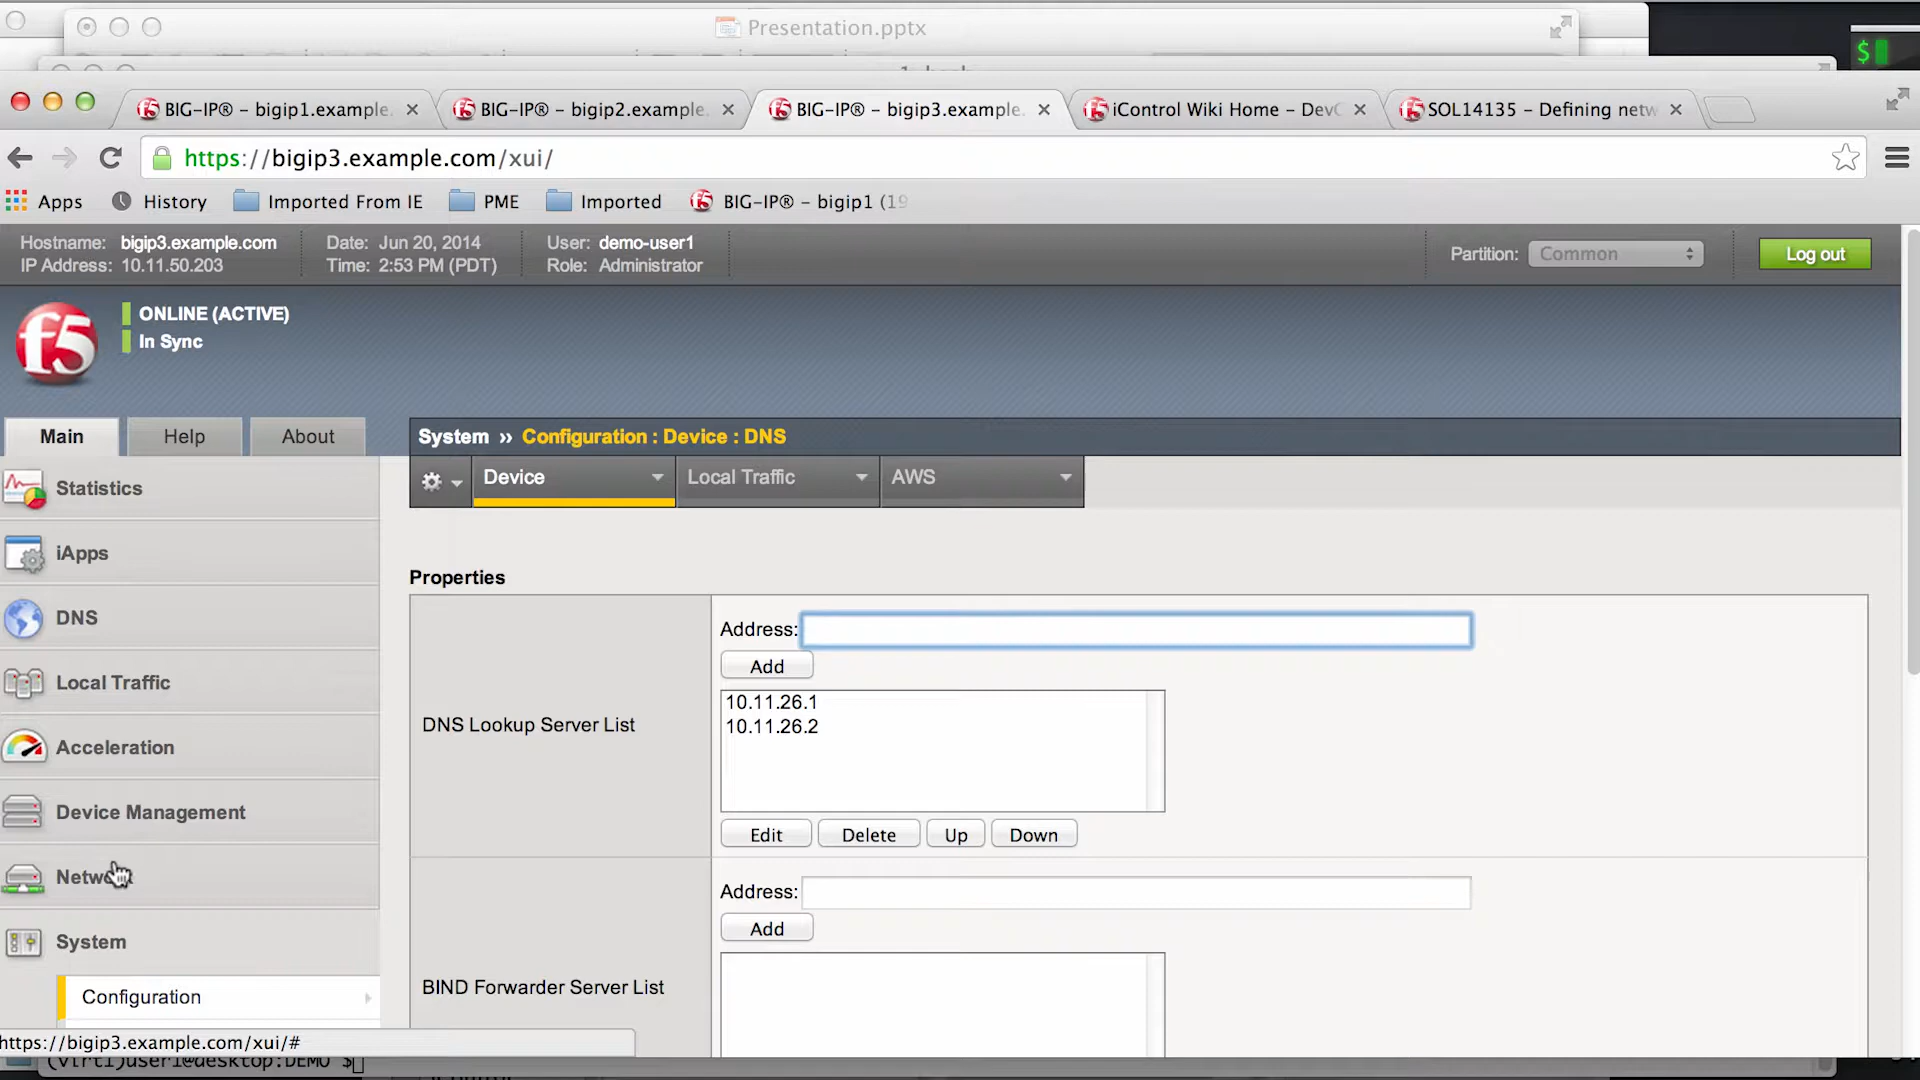 Presentation.pptx
$
BIG-IP® – bigip1.example.
BIG-IP® – bigip2.example.
BIG-IP® – bigip3.example.
iControl Wiki Home – DevC
SOL14135 – Defining netw
https://bigip3.example.com/xui/
Apps
History
Imported From IE
PME
Imported
BIG-IP® – bigip1 (19
Hostname: bigip3.example.com
IP Address: 10.11.50.203
Date: Jun 20, 2014
Time: 2:53 PM (PDT)
User: demo-user1
Role: Administrator
Partition: Common
Log out
f5
ONLINE (ACTIVE)
In Sync
Main
Help
About
System » Configuration : Device : DNS
Device
Local Traffic
AWS
Statistics
iApps
DNS
Local Traffic
Acceleration
Device Management
Network
System
Configuration
Properties
DNS Lookup Server List
Address:
Add
10.11.26.1
10.11.26.2
Edit
Delete
Up
Down
BIND Forwarder Server List
Address:
Add
https://bigip3.example.com/xui/#
(virt1)user1@desktop:DEMO $